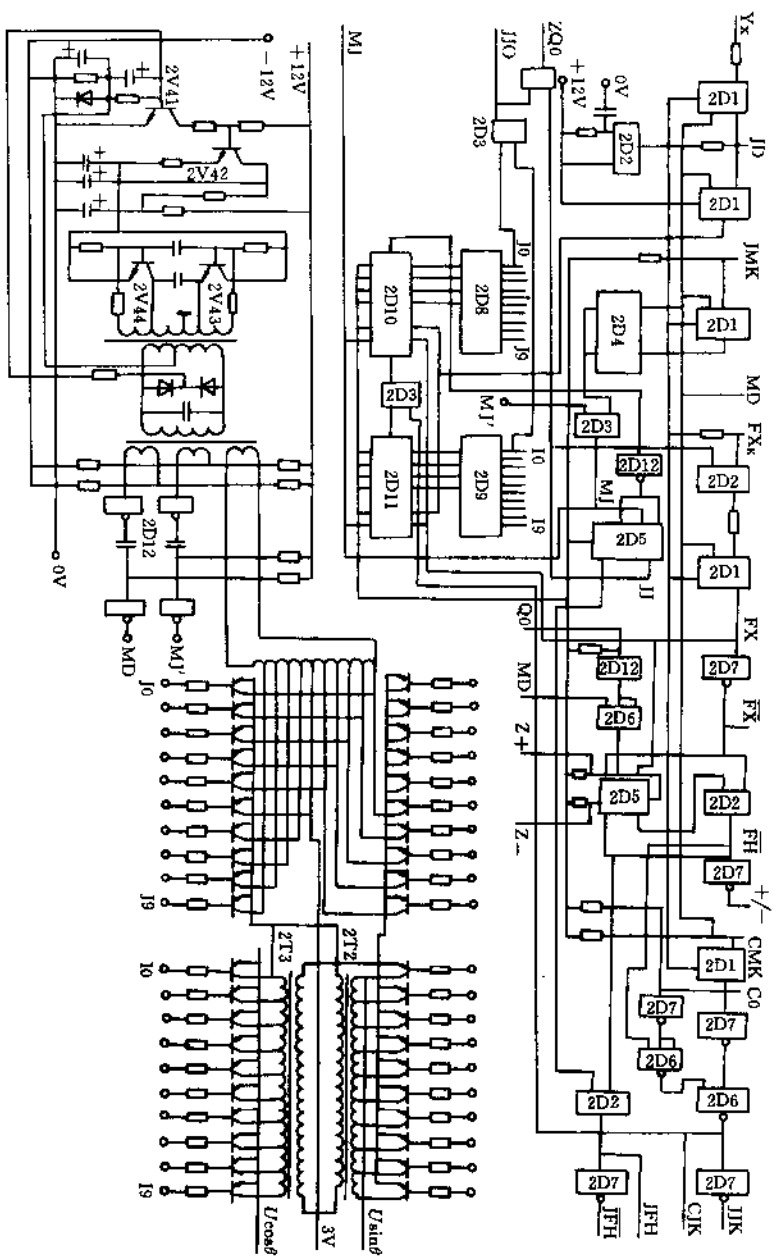 Yx
JD
JMK
MD
FXK
FX
F̅X̅
F̅H̅
+/−
CMK
C0
2D1
2D1
2D1
2D2
2D1
2D7
2D2
2D7
2D1
2D7
2D6
2D7
JJK
CJK
JFH
J̅F̅H̅
2D7
2D2
2D7
2D6
ZQ0
JJO
+12V
0V
2D2
2D3
2D4
2D3
MJ'
2D12
MJ
2D5
JJ
Q0
2D12
MD
2D6
Z+
2D5
Z−
MJ
J0
J9
2D8
2D10
2D3
I0
I9
2D9
2D11
−12V
+12V
2V41
2V42
2V43
2V44
0V
2D12
MJ'
MD
J0
J9
2T3
2T2
I0
I9
Ucosθ
3V
Usinθ